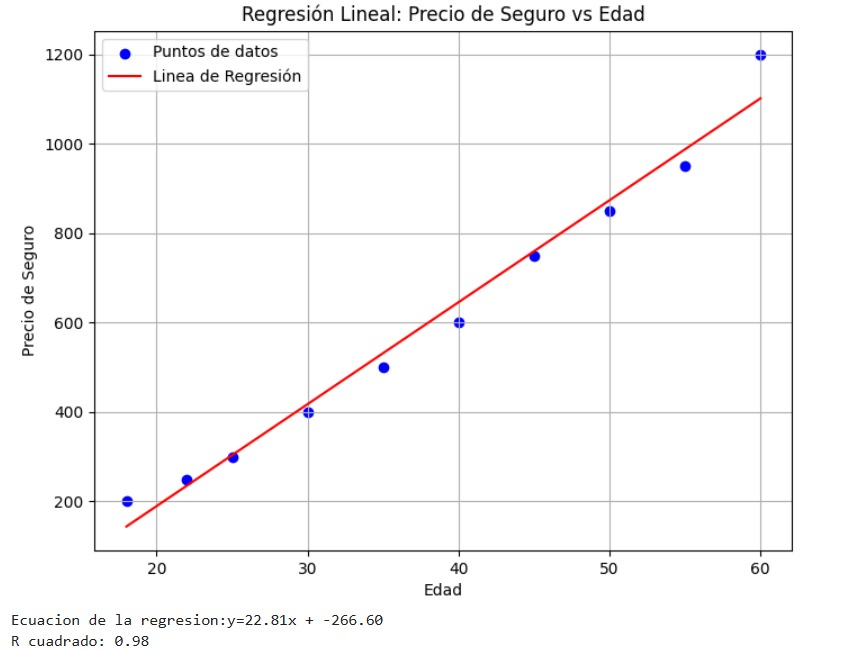 Regresión Lineal: Precio de Seguro vs Edad
Puntos de datos
Linea de Regresión
1200
1000
800
600
400
200
Precio de Seguro
20 30 40 50 60
Edad
Ecuacion de la regresion:y=22.81x + -266.60
R cuadrado: 0.98